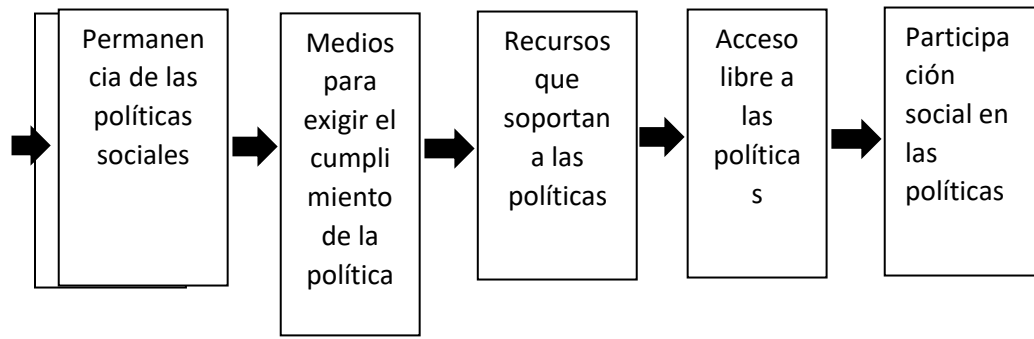 Permanen
cia de las
políticas
sociales
Medios
para
exigir el
cumpli
miento
de la
política
Recursos
que
soportan
a las
políticas
Acceso
libre a
las
política
s
Participa
ción
social en
las
políticas